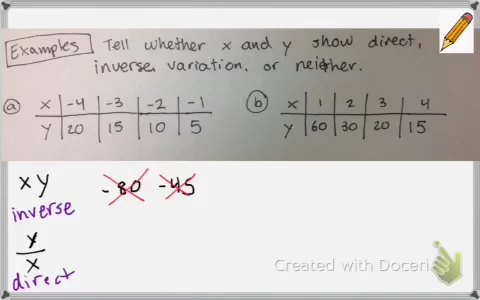 Examples Tell whether x and y show direct,
inverse, variation, or neither.
a x -4 -3 -2 -1
y 20 15 10 5
b x 1 2 3 4
y 60 30 20 15
xy -80 -45
inverse
y
x
direct
Created with Doceri